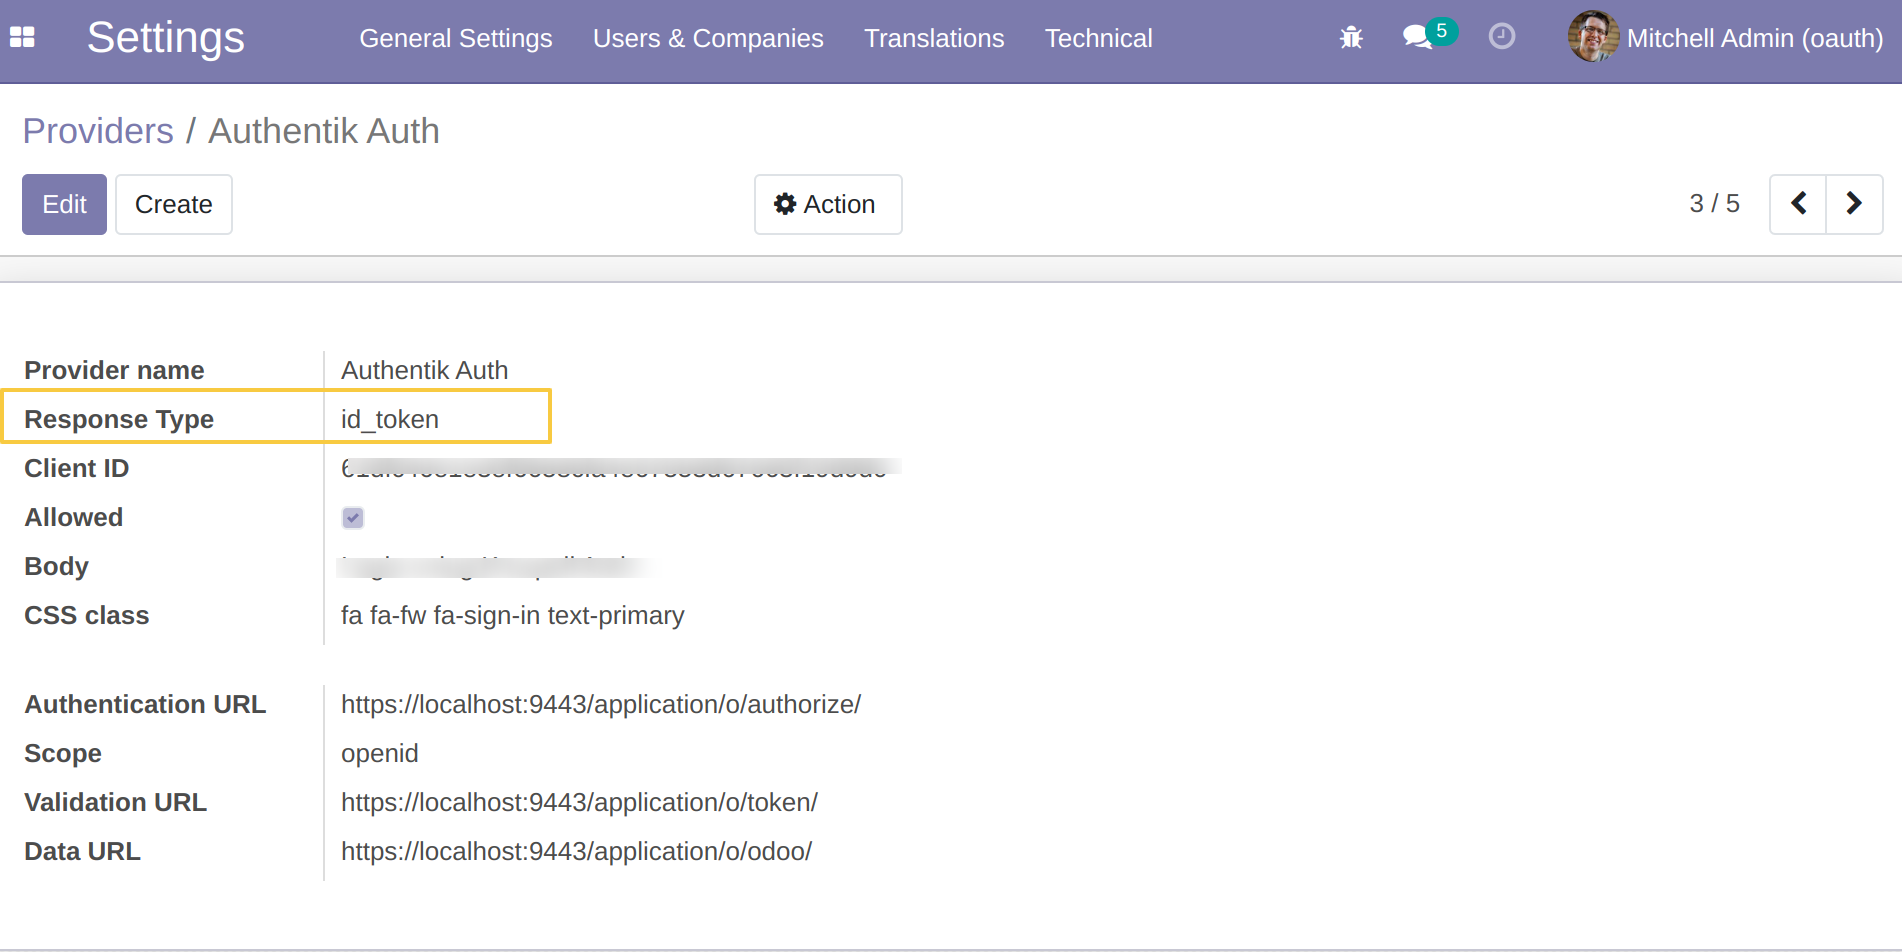 Settings General Settings Users & Companies Translations Technical 5 Mitchell Admin (oauth)
Providers / Authentik Auth
Edit Create Action 3 / 5
Provider name Authentik Auth
Response Type id_token
Client ID
Allowed
Body
CSS class fa fa-fw fa-sign-in text-primary
Authentication URL https://localhost:9443/application/o/authorize/
Scope openid
Validation URL https://localhost:9443/application/o/token/
Data URL https://localhost:9443/application/o/odoo/